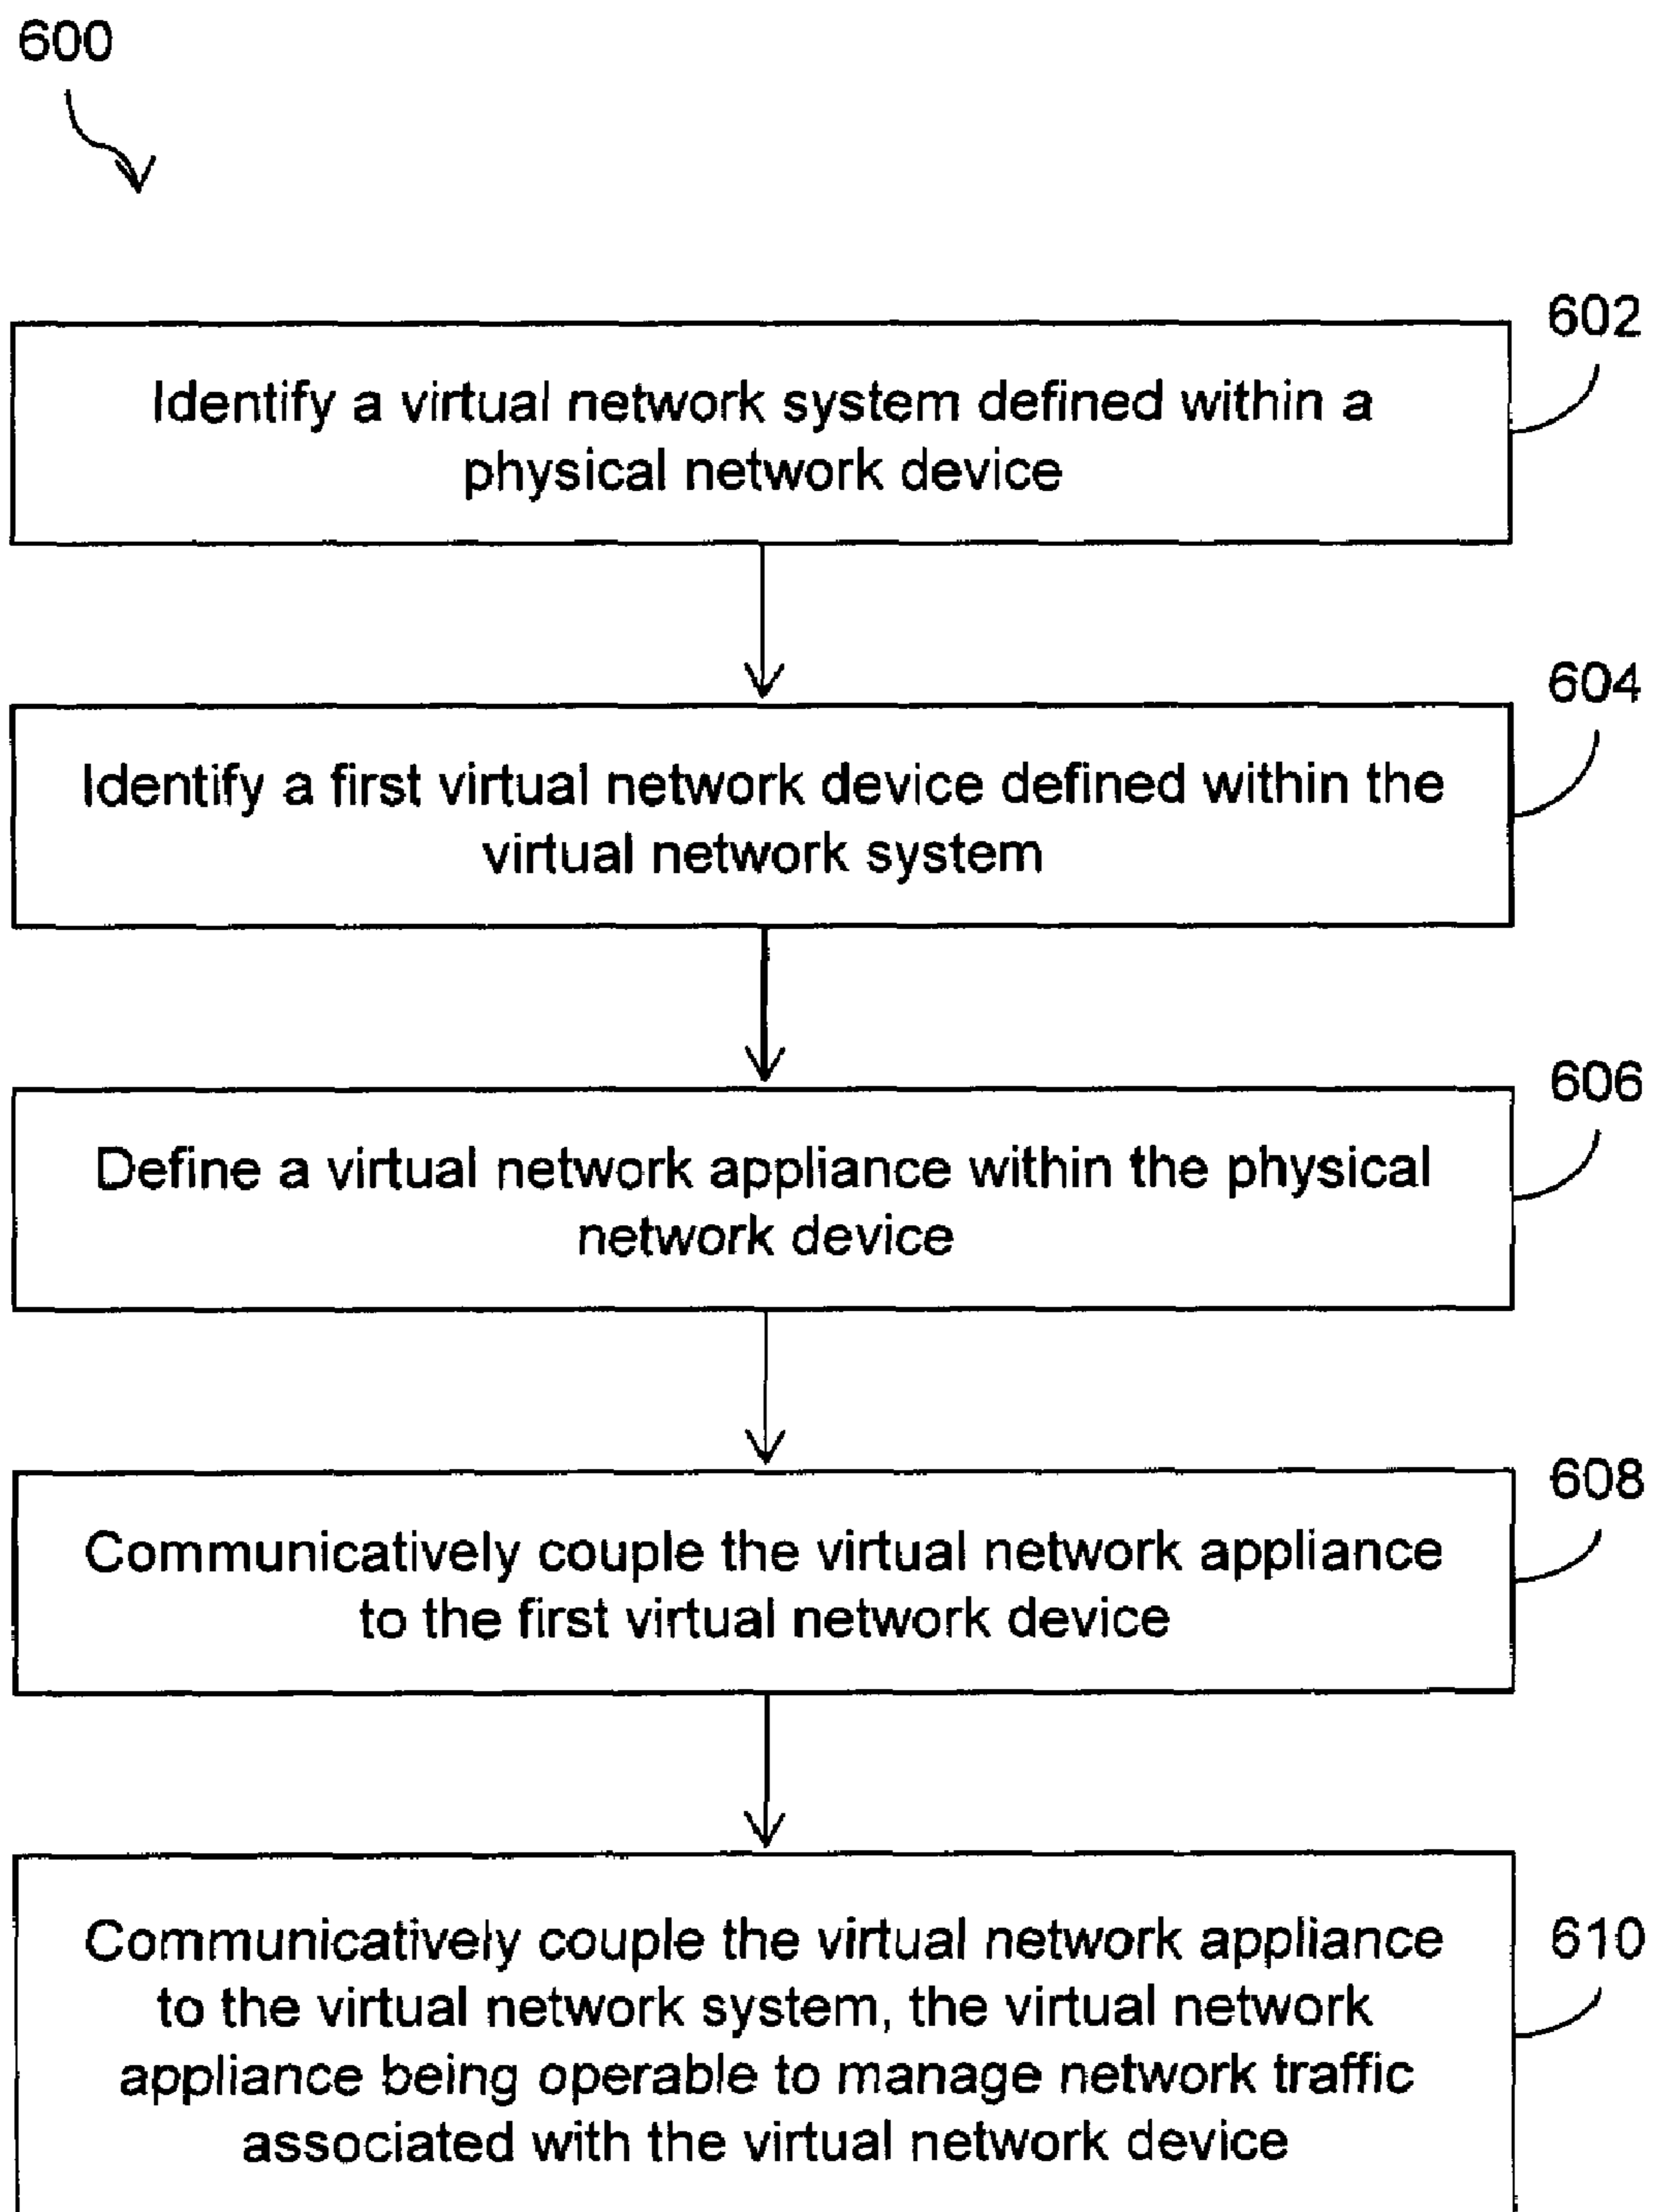 600
602
Identify a virtual network system defined within a
physical network device
604
Identify a first virtual network device defined within the
virtual network system
606
Define a virtual network appliance within the physical
network device
608
Communicatively couple the virtual network appliance
to the first virtual network device
610
Communicatively couple the virtual network appliance
to the virtual network system, the virtual network
appliance being operable to manage network traffic
associated with the virtual network device